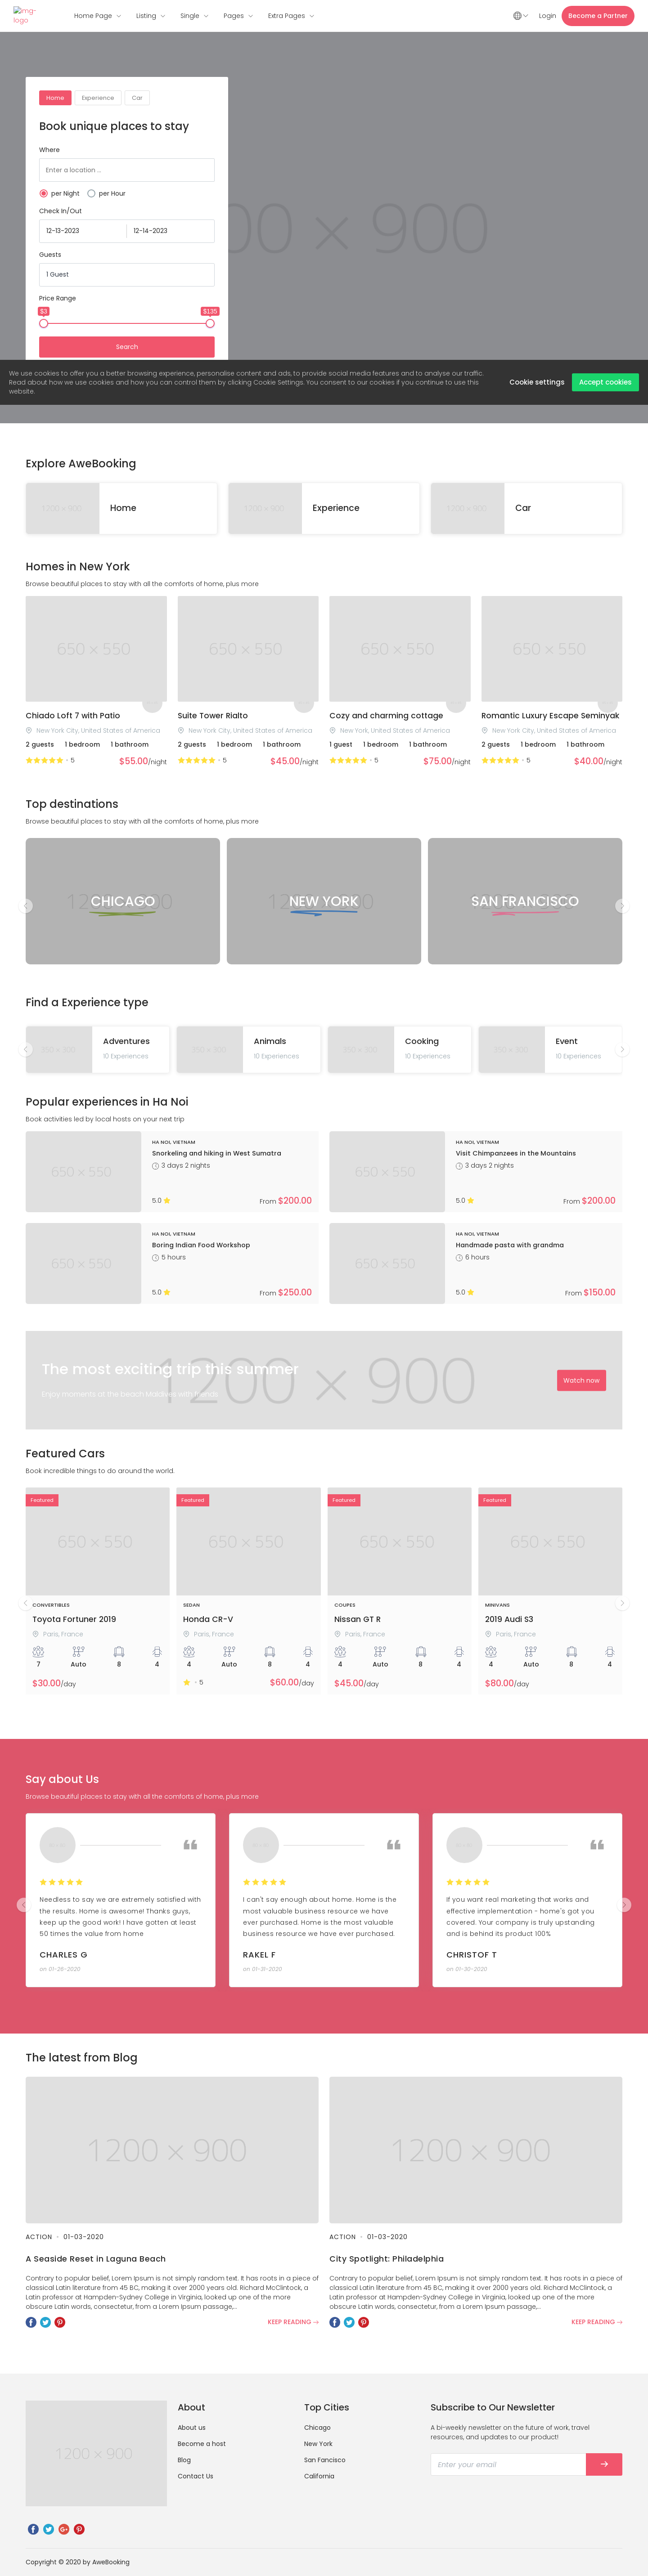 img-logo
Home Page
Listing
Single
Pages
Extra Pages
Login
Become a Partner
Home
Experience
Car
Book unique places to stay
Where
Enter a location ...
per Night
per Hour
Check In/Out
12-13-2023
12-14-2023
Guests
1 Guest
Price Range
$3
$135
Search
We use cookies to offer you a better browsing experience, personalise content and ads, to provide social media features and to analyse our traffic.
Read about how we use cookies and how you can control them by clicking Cookie Settings. You consent to our cookies if you continue to use this
website.
Cookie settings
Accept cookies
Explore AweBooking
1200 × 900
Home
1200 × 900
Experience
1200 × 900
Car
Homes in New York
Browse beautiful places to stay with all the comforts of home, plus more
650 × 550
650 × 550
650 × 550
650 × 550
Chiado Loft 7 with Patio
New York City, United States of America
2 guests 1 bedroom 1 bathroom
- 5
$55.00/night
Suite Tower Rialto
New York City, United States of America
2 guests 1 bedroom 1 bathroom
- 5
$45.00/night
Cozy and charming cottage
New York, United States of America
1 guest 1 bedroom 1 bathroom
- 5
$75.00/night
Romantic Luxury Escape Seminyak
New York City, United States of America
2 guests 1 bedroom 1 bathroom
- 5
$40.00/night
Top destinations
Browse beautiful places to stay with all the comforts of home, plus more
CHICAGO
NEW YORK
SAN FRANCISCO
Find a Experience type
Adventures
10 Experiences
Animals
10 Experiences
Cooking
10 Experiences
Event
10 Experiences
Popular experiences in Ha Noi
Book activities led by local hosts on your next trip
650 × 550
HA NOI, VIETNAM
Snorkeling and hiking in West Sumatra
3 days 2 nights
5.0
From $200.00
650 × 550
HA NOI, VIETNAM
Visit Chimpanzees in the Mountains
3 days 2 nights
5.0
From $200.00
650 × 550
HA NOI, VIETNAM
Boring Indian Food Workshop
5 hours
5.0
From $250.00
650 × 550
HA NOI, VIETNAM
Handmade pasta with grandma
6 hours
5.0
From $150.00
1200 × 900
The most exciting trip this summer
Enjoy moments at the beach Maldives with friends
Watch now
Featured Cars
Book incredible things to do around the world.
Featured
650 × 550
CONVERTIBLES
Toyota Fortuner 2019
Paris, France
7 Auto 8 4
$30.00/day
Featured
650 × 550
SEDAN
Honda CR-V
Paris, France
4 Auto 8 4
- 5
$60.00/day
Featured
650 × 550
COUPES
Nissan GT R
Paris, France
4 Auto 8 4
$45.00/day
Featured
650 × 550
MINIVANS
2019 Audi S3
Paris, France
4 Auto 8 4
$80.00/day
Say about Us
Browse beautiful places to stay with all the comforts of home, plus more
Needless to say we are extremely satisfied with
the results. Home is awesome! Thanks guys,
keep up the good work! I have gotten at least
50 times the value from home
CHARLES G
on 01-26-2020
I can't say enough about home. Home is the
most valuable business resource we have
ever purchased. Home is the most valuable
business resource we have ever purchased.
RAKEL F
on 01-31-2020
If you want real marketing that works and
effective implementation - home's got you
covered. Your company is truly upstanding
and is behind its product 100%
CHRISTOF T
on 01-30-2020
The latest from Blog
1200 × 900
ACTION • 01-03-2020
A Seaside Reset in Laguna Beach
Contrary to popular belief, Lorem Ipsum is not simply random text. It has roots in a piece of
classical Latin literature from 45 BC, making it over 2000 years old. Richard McClintock, a
Latin professor at Hampden-Sydney College in Virginia, looked up one of the more
obscure Latin words, consectetur, from a Lorem Ipsum passage,...
KEEP READING →
1200 × 900
ACTION • 01-03-2020
City Spotlight: Philadelphia
Contrary to popular belief, Lorem Ipsum is not simply random text. It has roots in a piece of
classical Latin literature from 45 BC, making it over 2000 years old. Richard McClintock, a
Latin professor at Hampden-Sydney College in Virginia, looked up one of the more
obscure Latin words, consectetur, from a Lorem Ipsum passage,...
KEEP READING →
1200 × 900
About
About us
Become a host
Blog
Contact Us
Top Cities
Chicago
New York
San Fancisco
California
Subscribe to Our Newsletter
A bi-weekly newsletter on the future of work, travel
resources, and updates to our product!
Enter your email
Copyright © 2020 by AweBooking